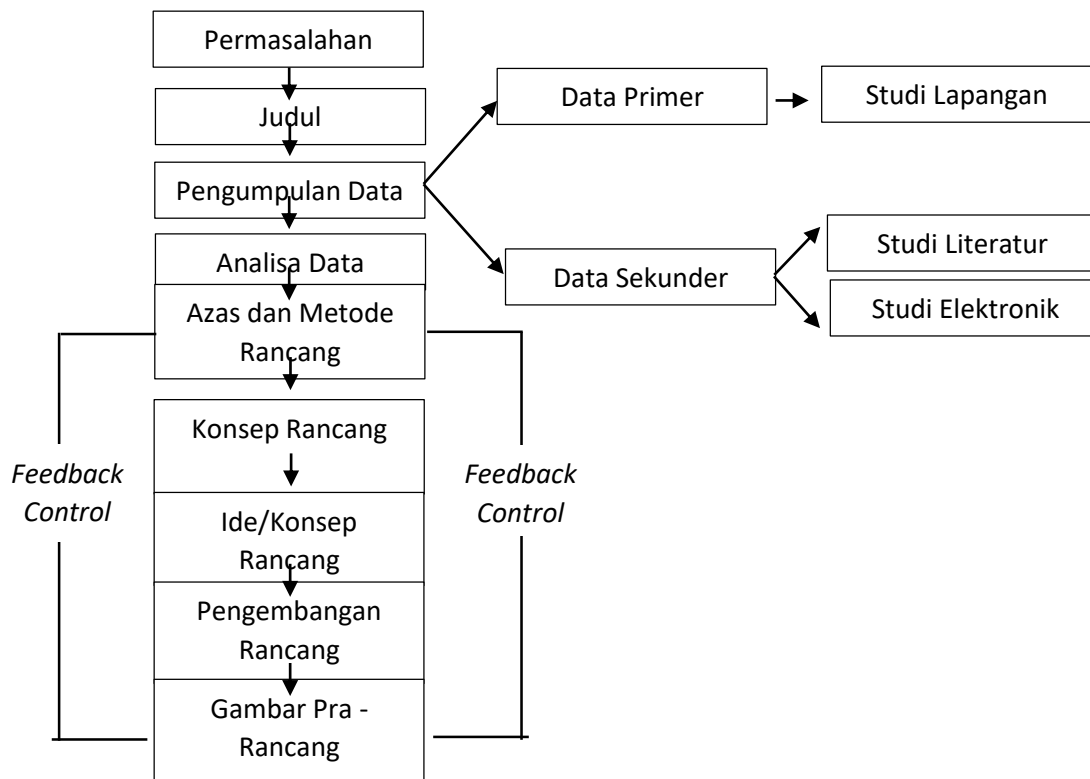 Permasalahan
Judul
Pengumpulan Data
Data Primer
Studi Lapangan
Data Sekunder
Studi Literatur
Studi Elektronik
Analisa Data
Azas dan Metode
Rancang
Konsep Rancang
Feedback
Control
Feedback
Control
Ide/Konsep
Rancang
Pengembangan
Rancang
Gambar Pra -
Rancang